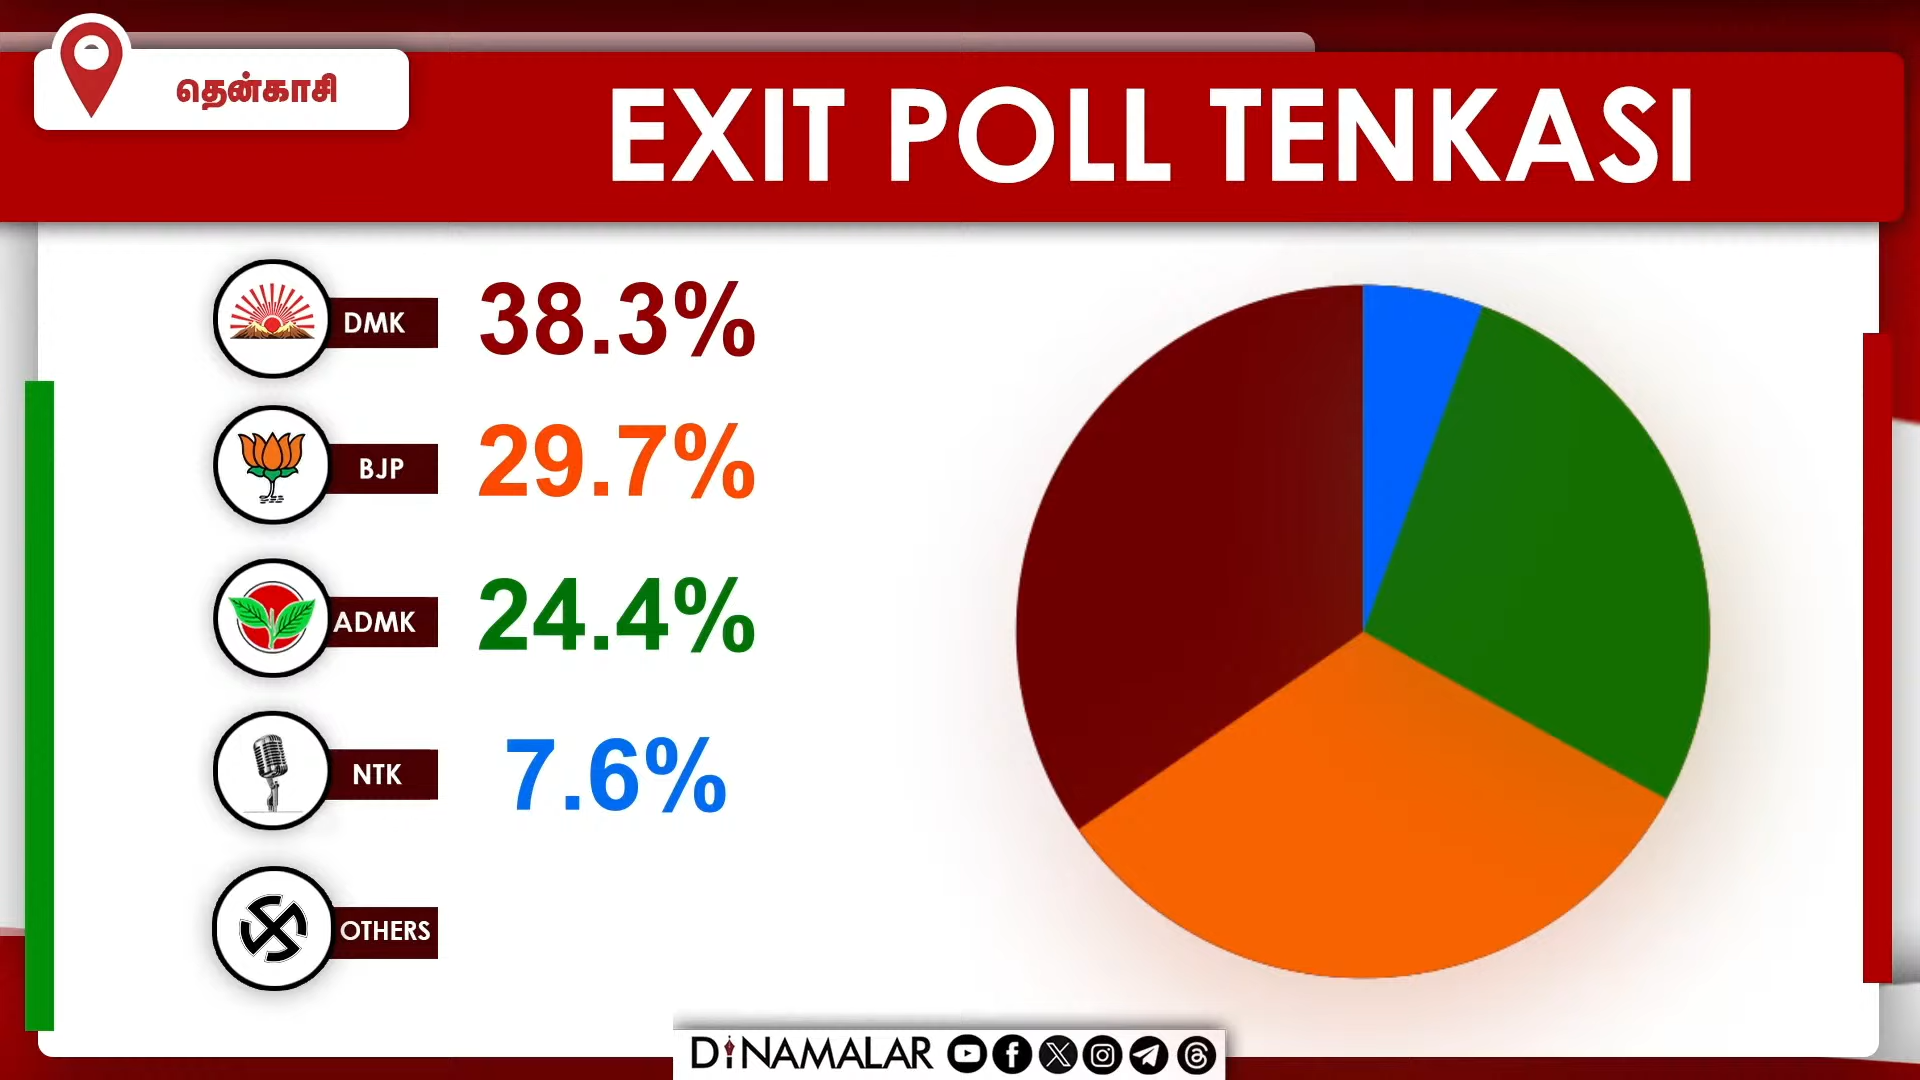 தென்காசி
EXIT POLL TENKASI
DMK 38.3%
BJP 29.7%
ADMK 24.4%
NTK 7.6%
OTHERS
DINAMALAR